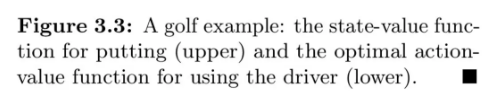 Figure 3.3: A golf example: the state-value func-
tion for putting (upper) and the optimal action-
value function for using the driver (lower). ■